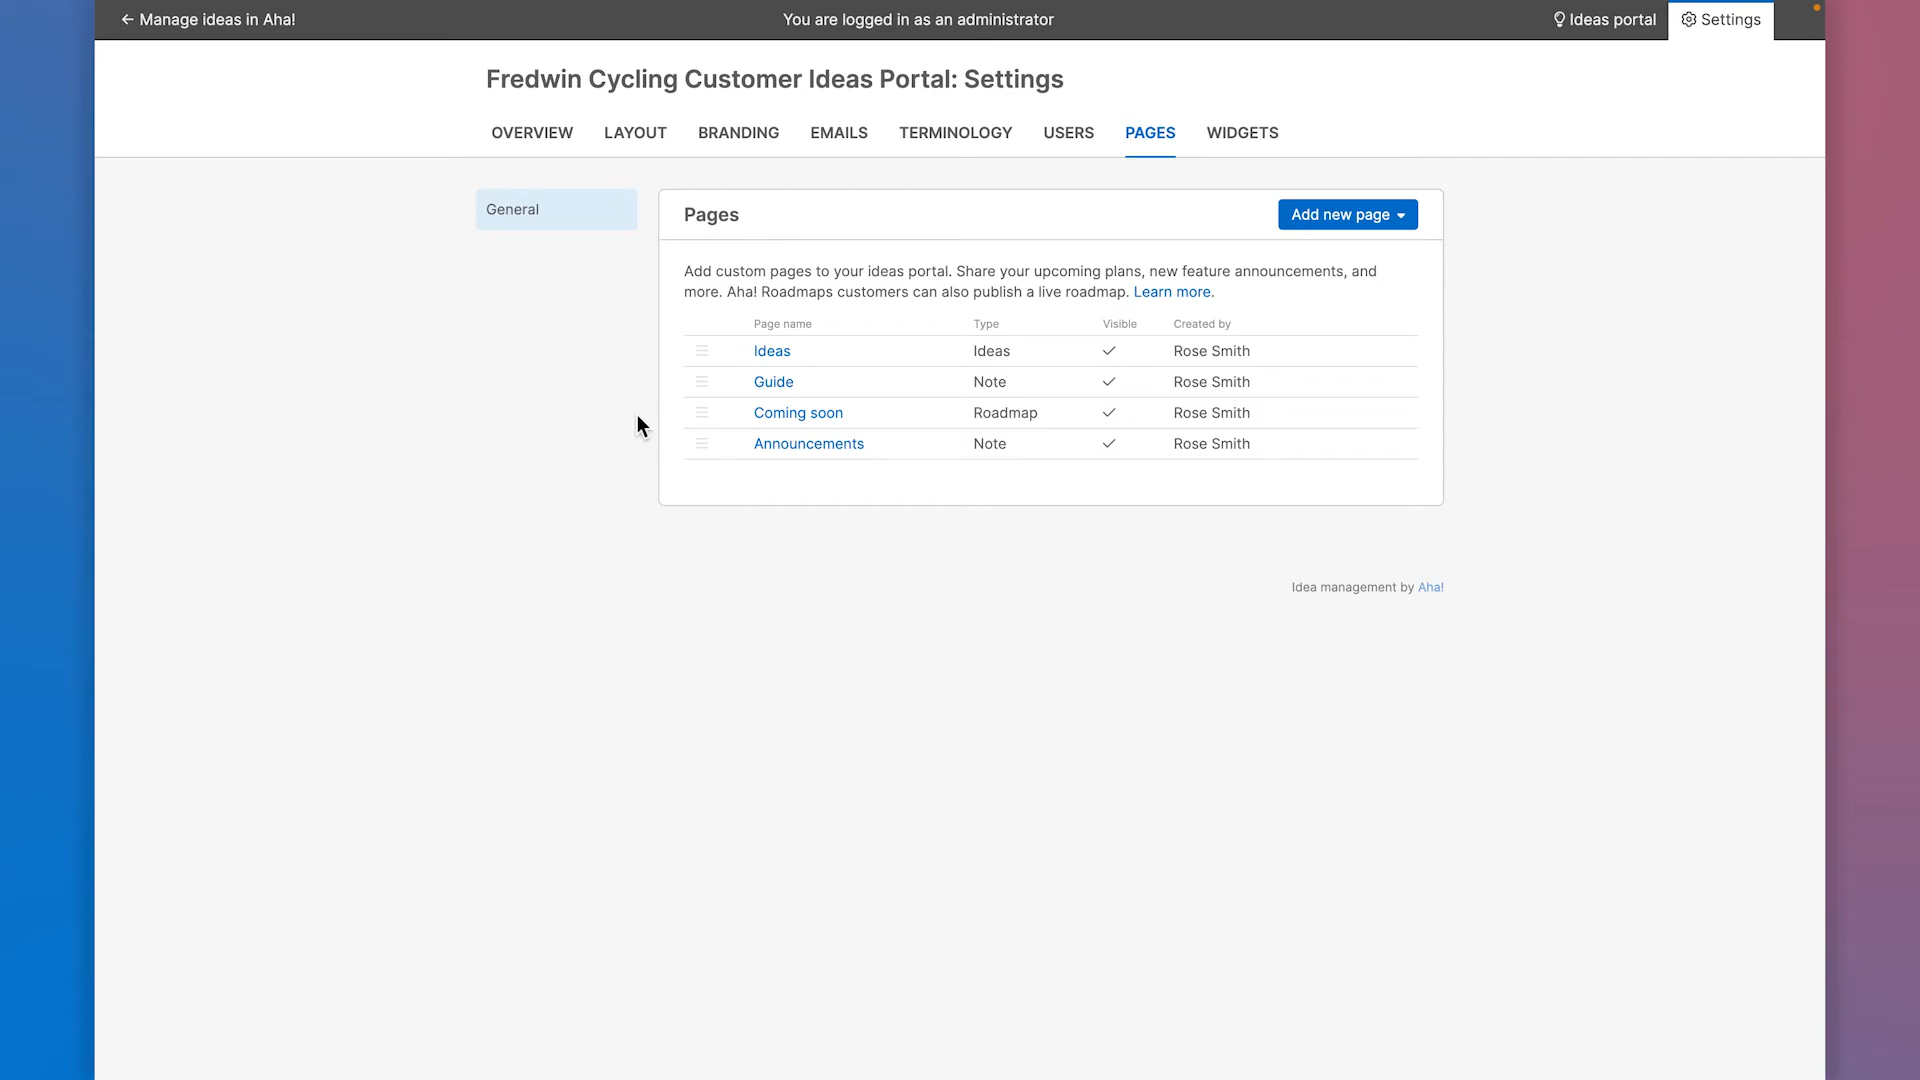 ← Manage ideas in Aha!
You are logged in as an administrator
Ideas portal
Settings
Fredwin Cycling Customer Ideas Portal: Settings
OVERVIEW LAYOUT BRANDING EMAILS TERMINOLOGY USERS PAGES WIDGETS
General
Pages
Add new page
Add custom pages to your ideas portal. Share your upcoming plans, new feature announcements, and
more. Aha! Roadmaps customers can also publish a live roadmap. Learn more.
Page name Type Visible Created by
Ideas Ideas ✓ Rose Smith
Guide Note ✓ Rose Smith
Coming soon Roadmap ✓ Rose Smith
Announcements Note ✓ Rose Smith
Idea management by Aha!